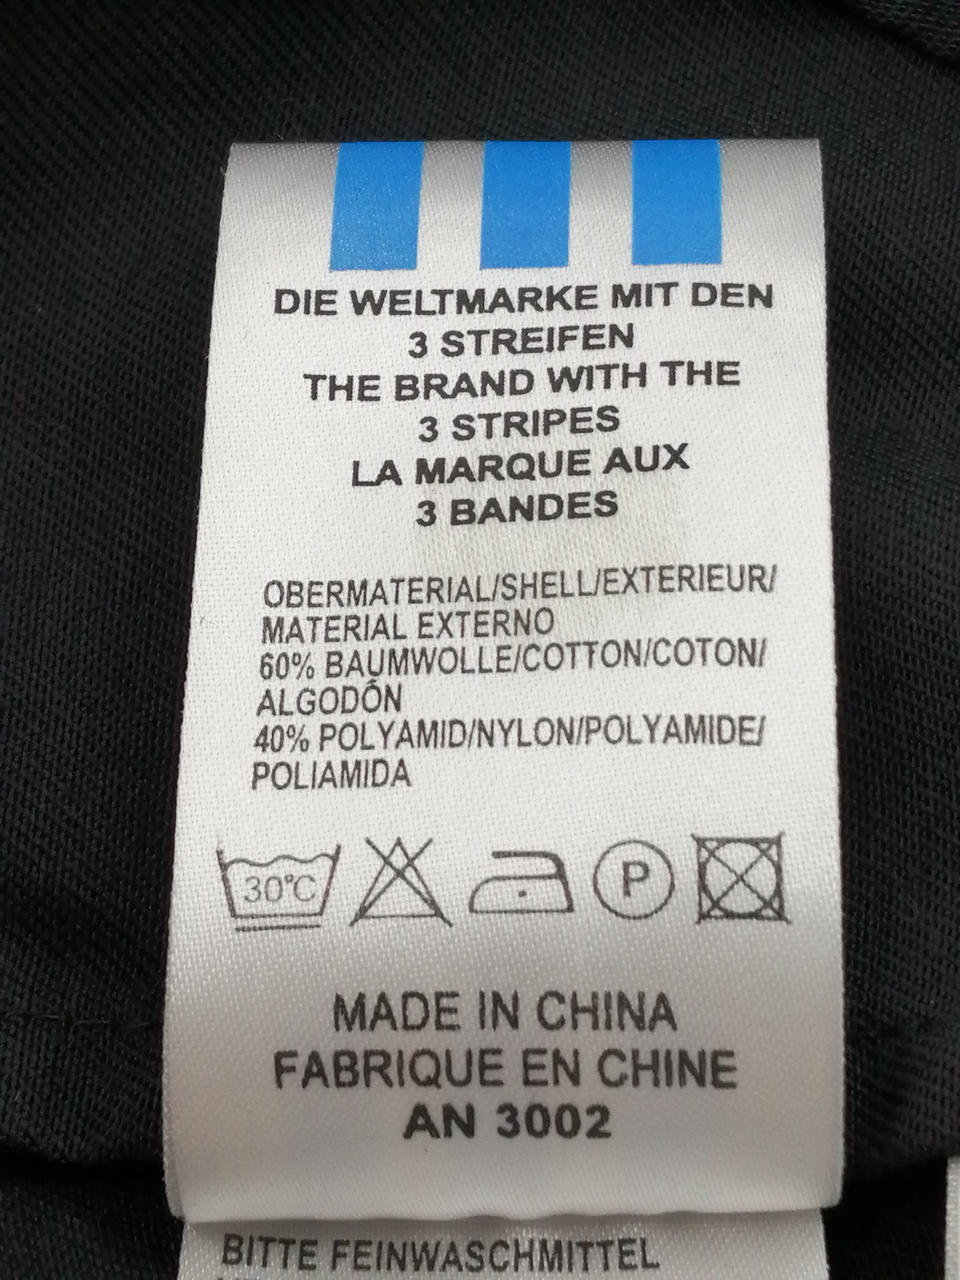 DIE WELTMARKE MIT DEN
3 STREIFEN
THE BRAND WITH THE
3 STRIPES
LA MARQUE AUX
3 BANDES
OBERMATERIAL/SHELL/EXTERIEUR/
MATERIAL EXTERNO
60% BAUMWOLLE/COTTON/COTON/
ALGODÓN
40% POLYAMID/NYLON/POLYAMIDE/
POLIAMIDA
30°C P
MADE IN CHINA
FABRIQUE EN CHINE
AN 3002
BITTE FEINWASCHMITTEL